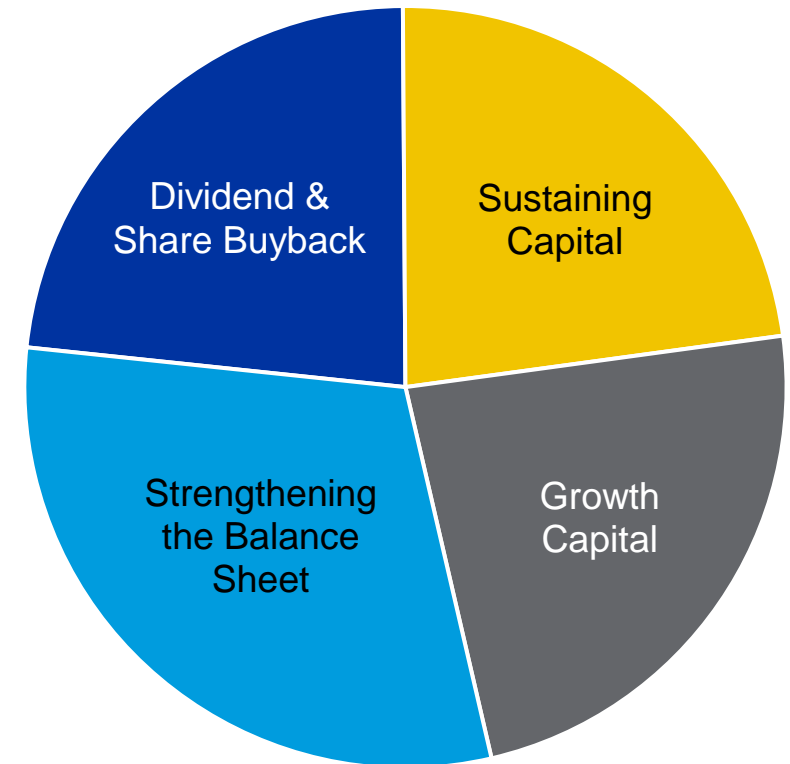 Dividend &
Share Buyback
Sustaining
Capital
Strengthening
the Balance
Sheet
Growth
Capital